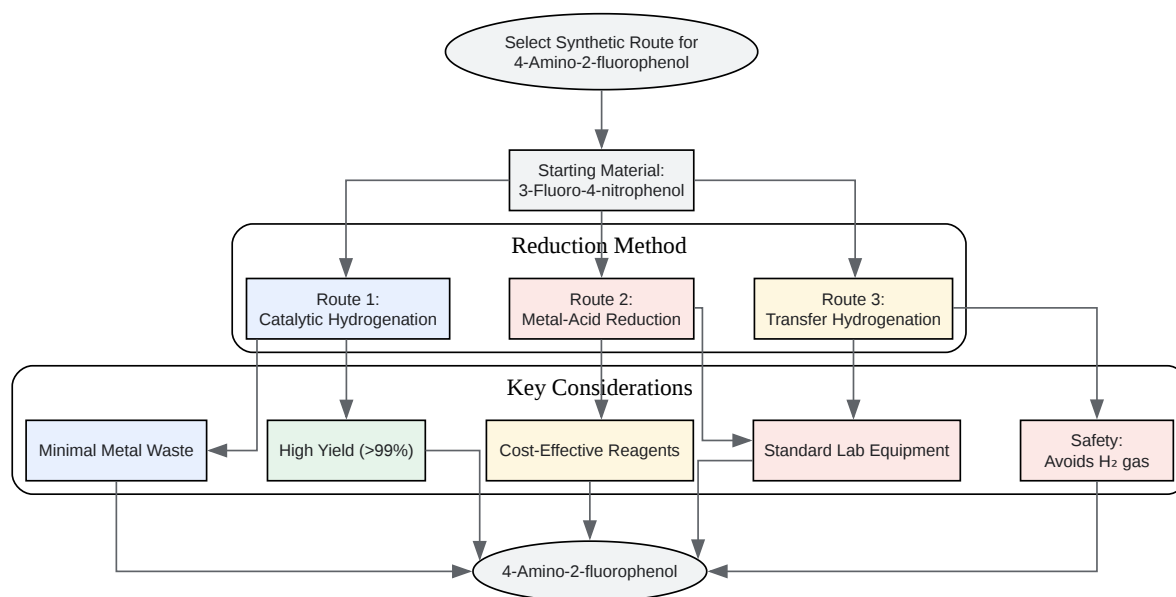 Select Synthetic Route for
4-Amino-2-fluorophenol
Starting Material:
3-Fluoro-4-nitrophenol
Reduction Method
Route 1:
Catalytic Hydrogenation
Route 2:
Metal-Acid Reduction
Route 3:
Transfer Hydrogenation
Key Considerations
Minimal Metal Waste
High Yield (>99%)
Cost-Effective Reagents
Standard Lab Equipment
Safety:
Avoids H₂ gas
4-Amino-2-fluorophenol